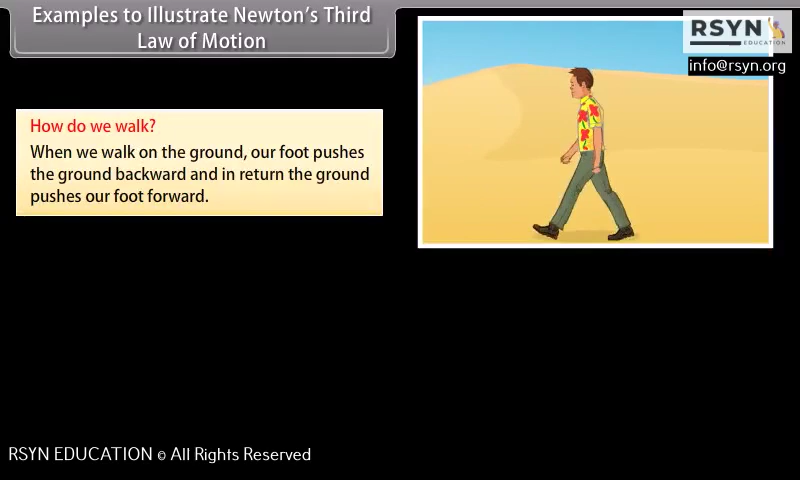 Examples to Illustrate Newton's Third
Law of Motion
RSYN
EDUCATION
info@rsyn.org
How do we walk?
When we walk on the ground, our foot pushes
the ground backward and in return the ground
pushes our foot forward.
RSYN EDUCATION © All Rights Reserved